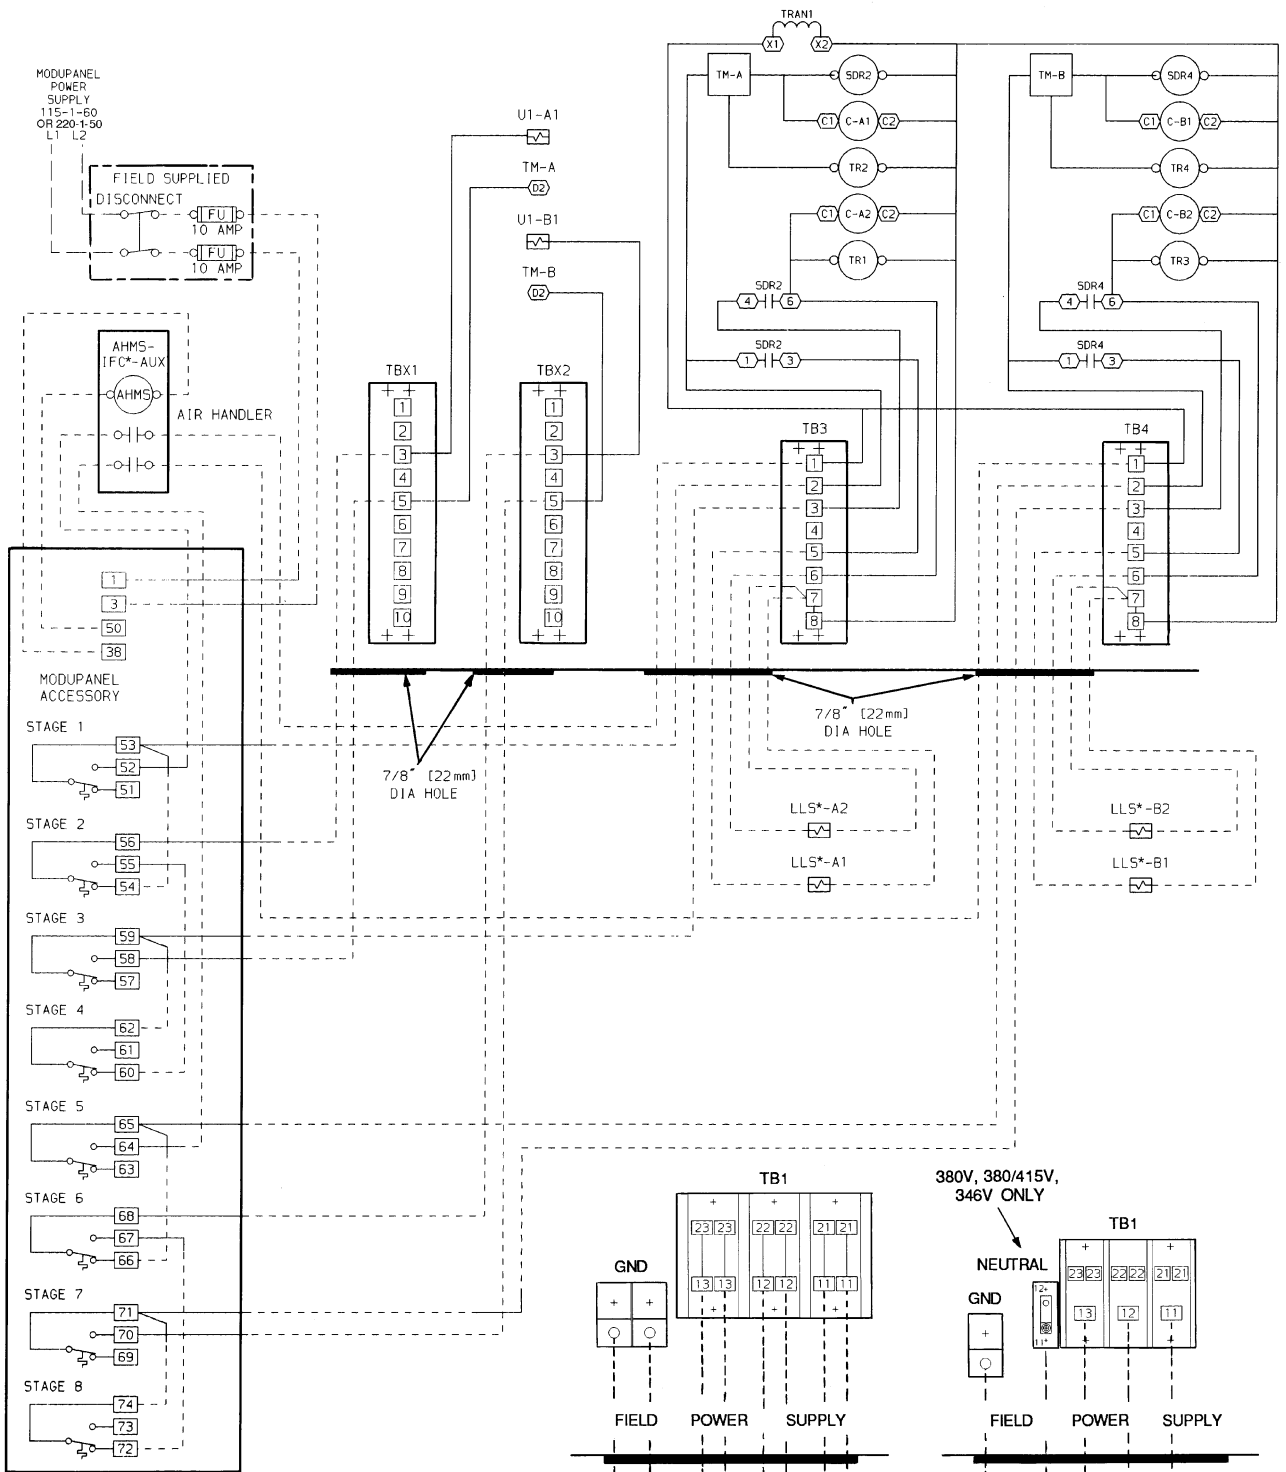 TRAN1
X1
X2
MODUPANEL
POWER
SUPPLY
115-1-60
OR 220-1-50
L1 L2
FIELD SUPPLIED
DISCONNECT
FU
10 AMP
FU
10 AMP
AHMS-
IFC*-AUX
AHMS
AIR HANDLER
U1-A1
TM-A
D2
U1-B1
TM-B
D2
TM-A
SDR2
C1 C-A1 C2
TR2
C1 C-A2 C2
TR1
SDR2
4 6
SDR2
1 3
TM-B
SDR4
C1 C-B1 C2
TR4
C1 C-B2 C2
TR3
SDR4
4 6
SDR4
1 3
TBX1
1
2
3
4
5
6
7
8
9
10
TBX2
1
2
3
4
5
6
7
8
9
10
TB3
1
2
3
4
5
6
7
8
TB4
1
2
3
4
5
6
7
8
1
3
50
38
MODUPANEL
ACCESSORY
STAGE 1
53
52
51
STAGE 2
56
55
54
STAGE 3
59
58
57
STAGE 4
62
61
60
STAGE 5
65
64
63
STAGE 6
68
67
66
STAGE 7
71
70
69
STAGE 8
74
73
72
7/8" [22mm]
DIA HOLE
7/8" [22mm]
DIA HOLE
LLS*-A2
LLS*-A1
LLS*-B2
LLS*-B1
TB1
23 23 22 22 21 21
13 13 12 12 11 11
GND
FIELD POWER SUPPLY
380V, 380/415V,
346V ONLY
NEUTRAL
TB1
GND
12+
11*
23 23 22 22 21 21
13 12 11
FIELD POWER SUPPLY